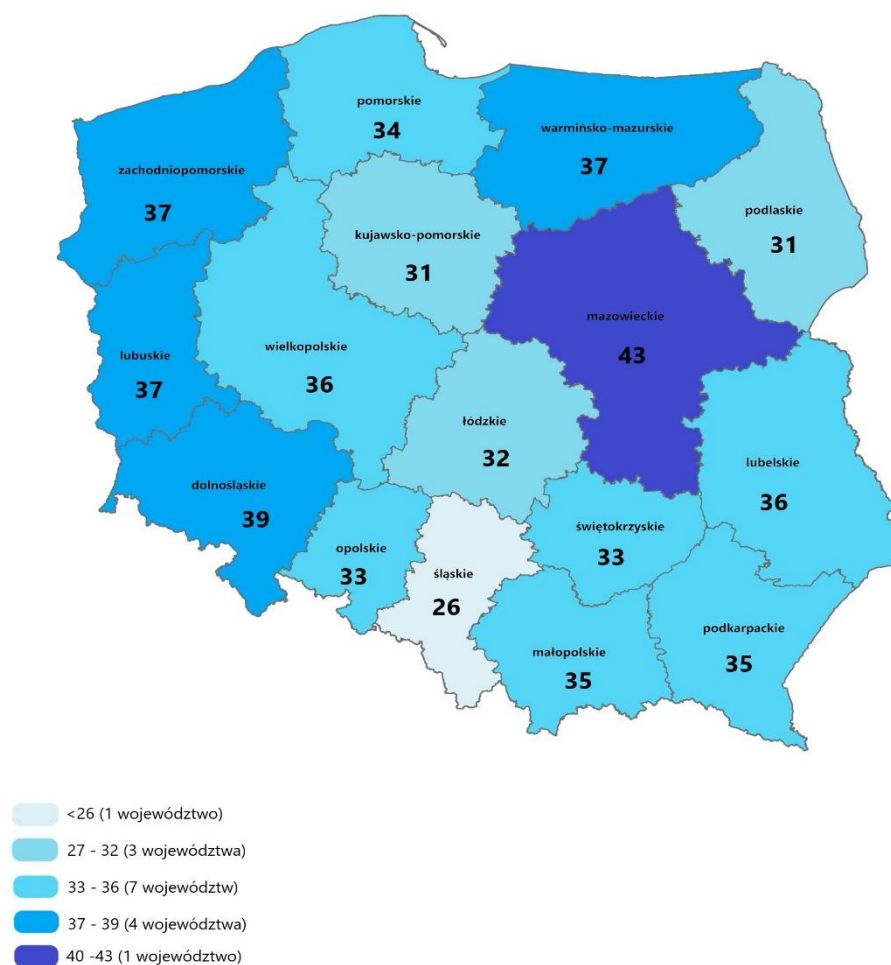 pomorskie
34
warmińsko-mazurskie
37
zachodniopomorskie
37
podlaskie
31
kujawsko-pomorskie
31
mazowieckie
43
lubuskie
37
wielkopolskie
36
łódzkie
32
lubelskie
36
dolnośląskie
39
opolskie
33
śląskie
26
świętokrzyskie
33
małopolskie
35
podkarpackie
35
<26 (1 województwo)
27 - 32 (3 województwa)
33 - 36 (7 województw)
37 - 39 (4 województwa)
40 -43 (1 województwo)